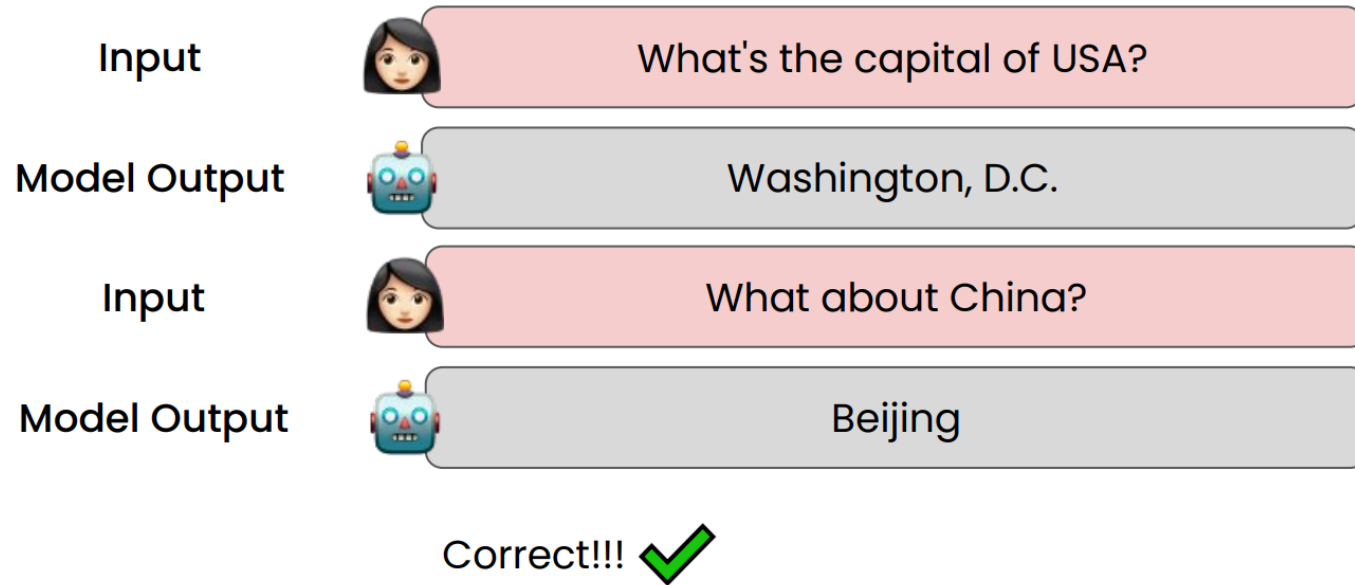 Input
What's the capital of USA?
Model Output
Washington, D.C.
Input
What about China?
Model Output
Beijing
Correct!!!